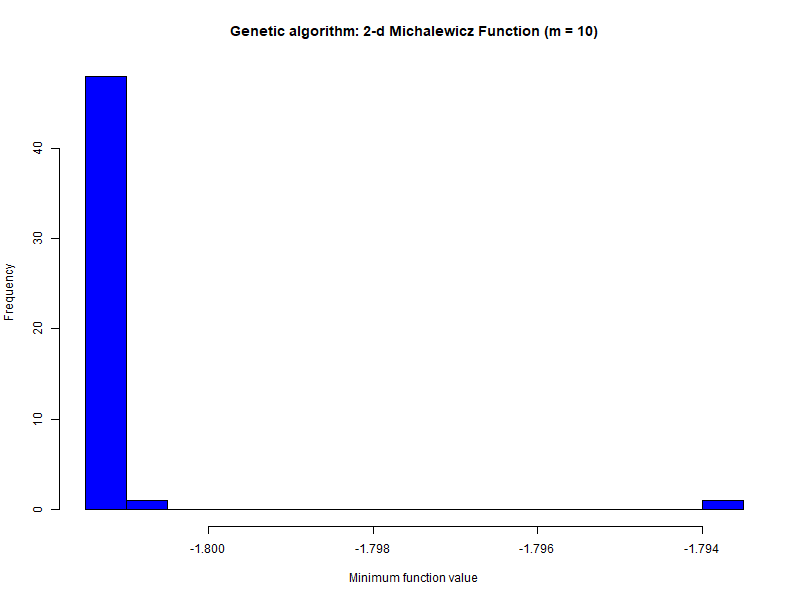 Genetic algorithm: 2-d Michalewicz Function (m = 10)
Frequency
40
30
20
10
0
-1.800 -1.798 -1.796 -1.794
Minimum function value